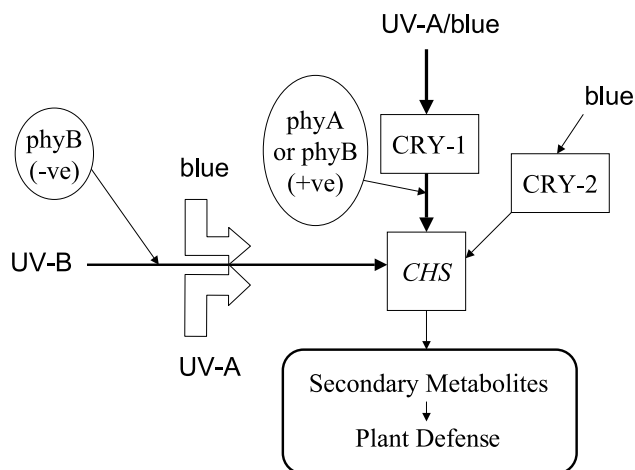 UV-A/blue
blue
phyB
(-ve)
phyA
or phyB
(+ve)
CRY-1
CRY-2
blue
UV-B
CHS
UV-A
Secondary Metabolites
Plant Defense